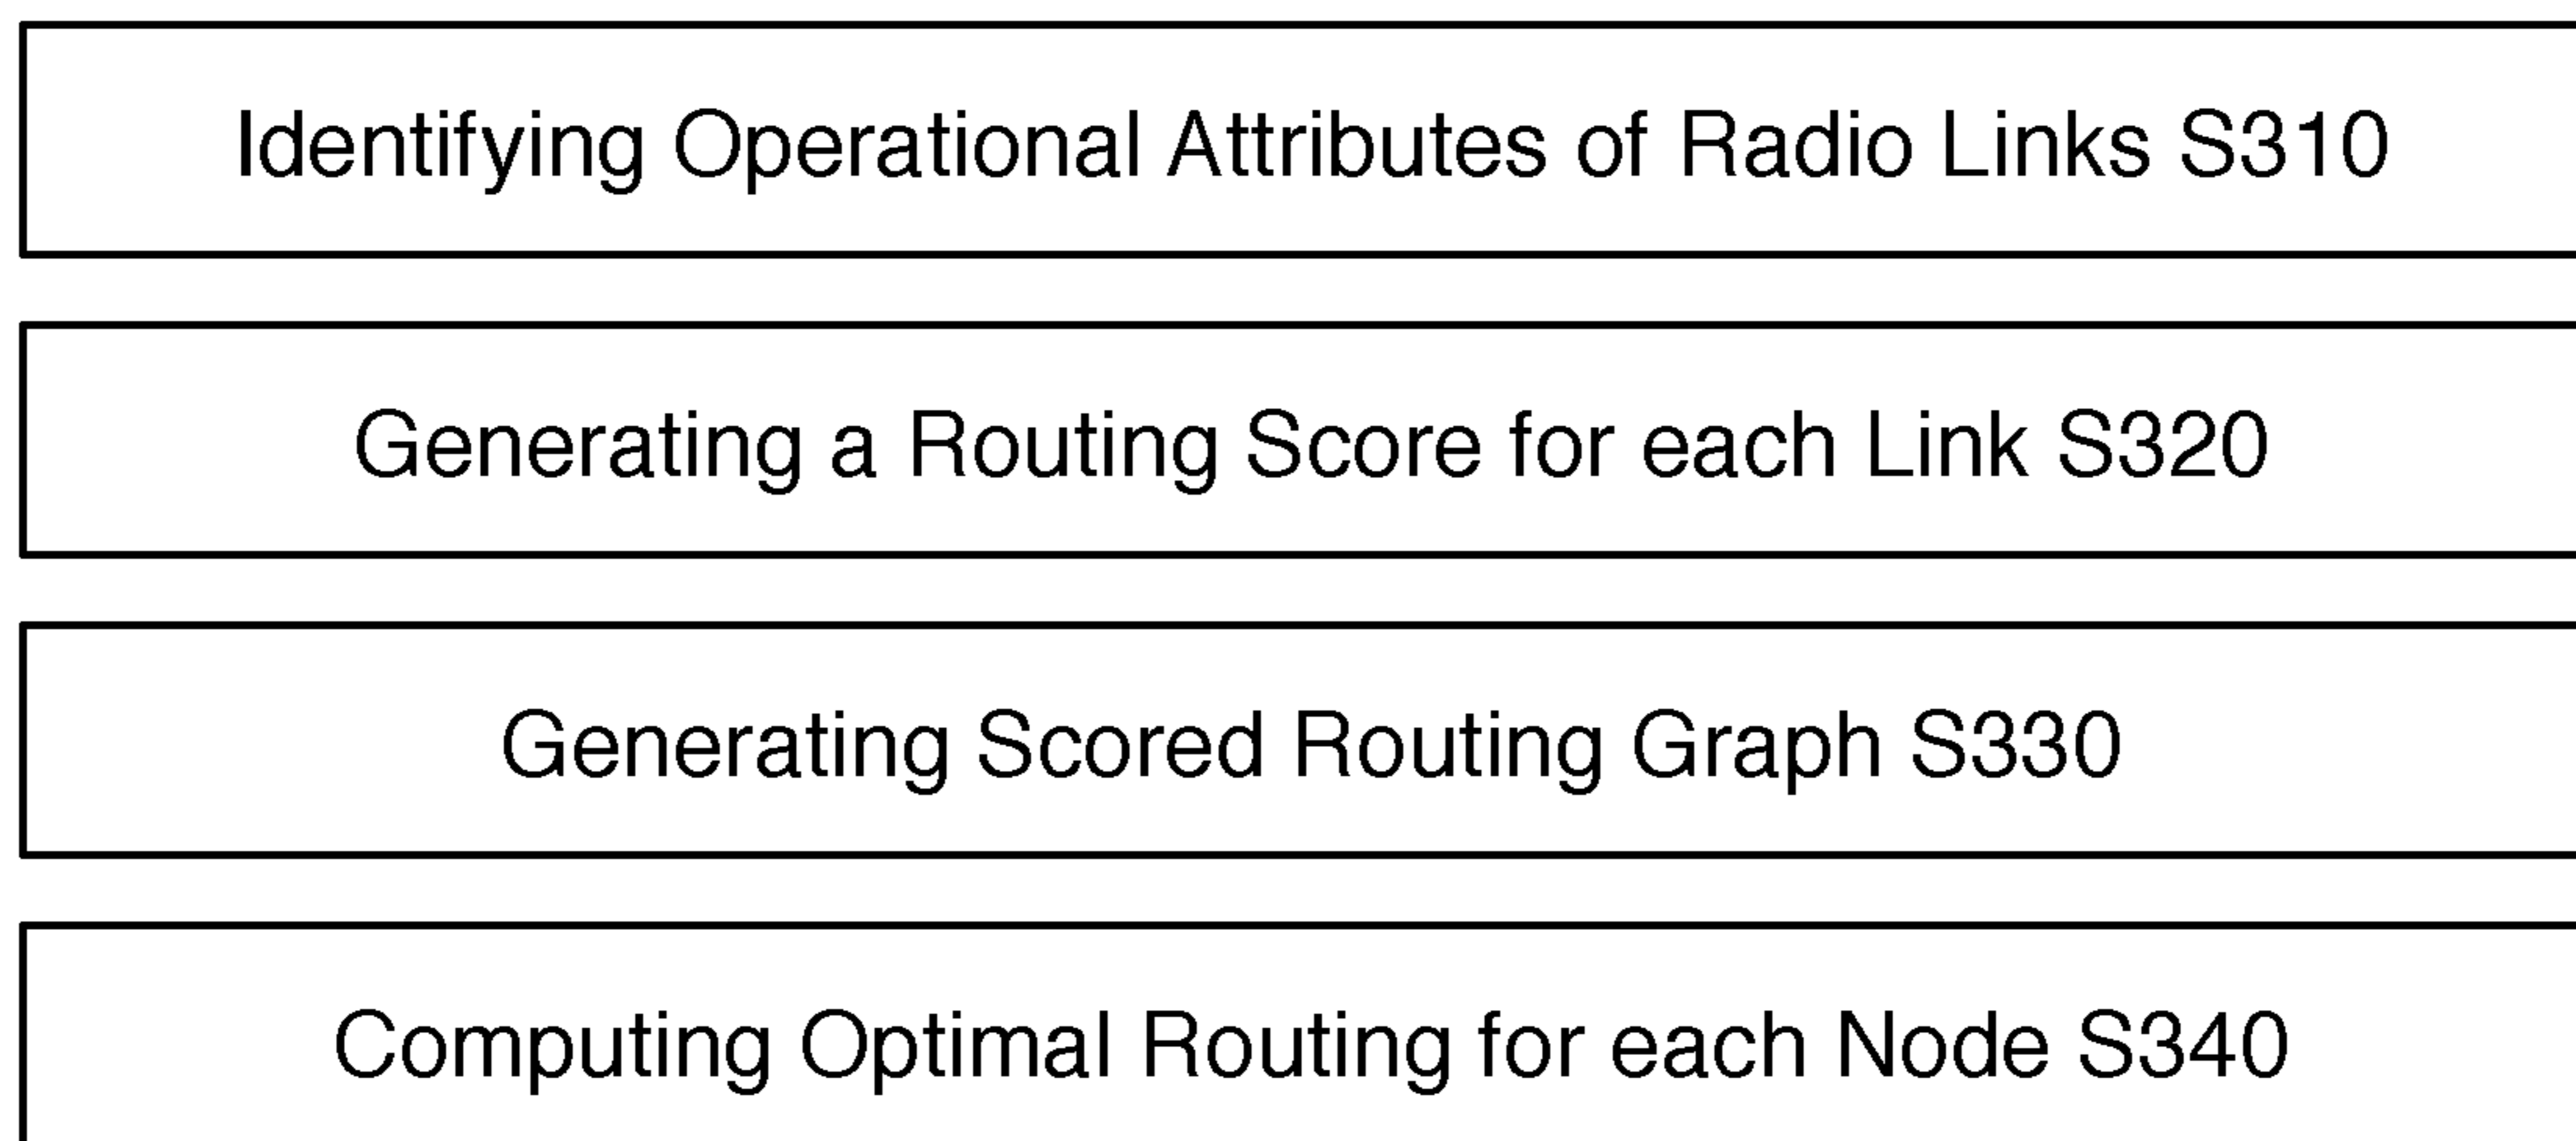 Identifying Operational Attributes of Radio Links S310
Generating a Routing Score for each Link S320
Generating Scored Routing Graph S330
Computing Optimal Routing for each Node S340